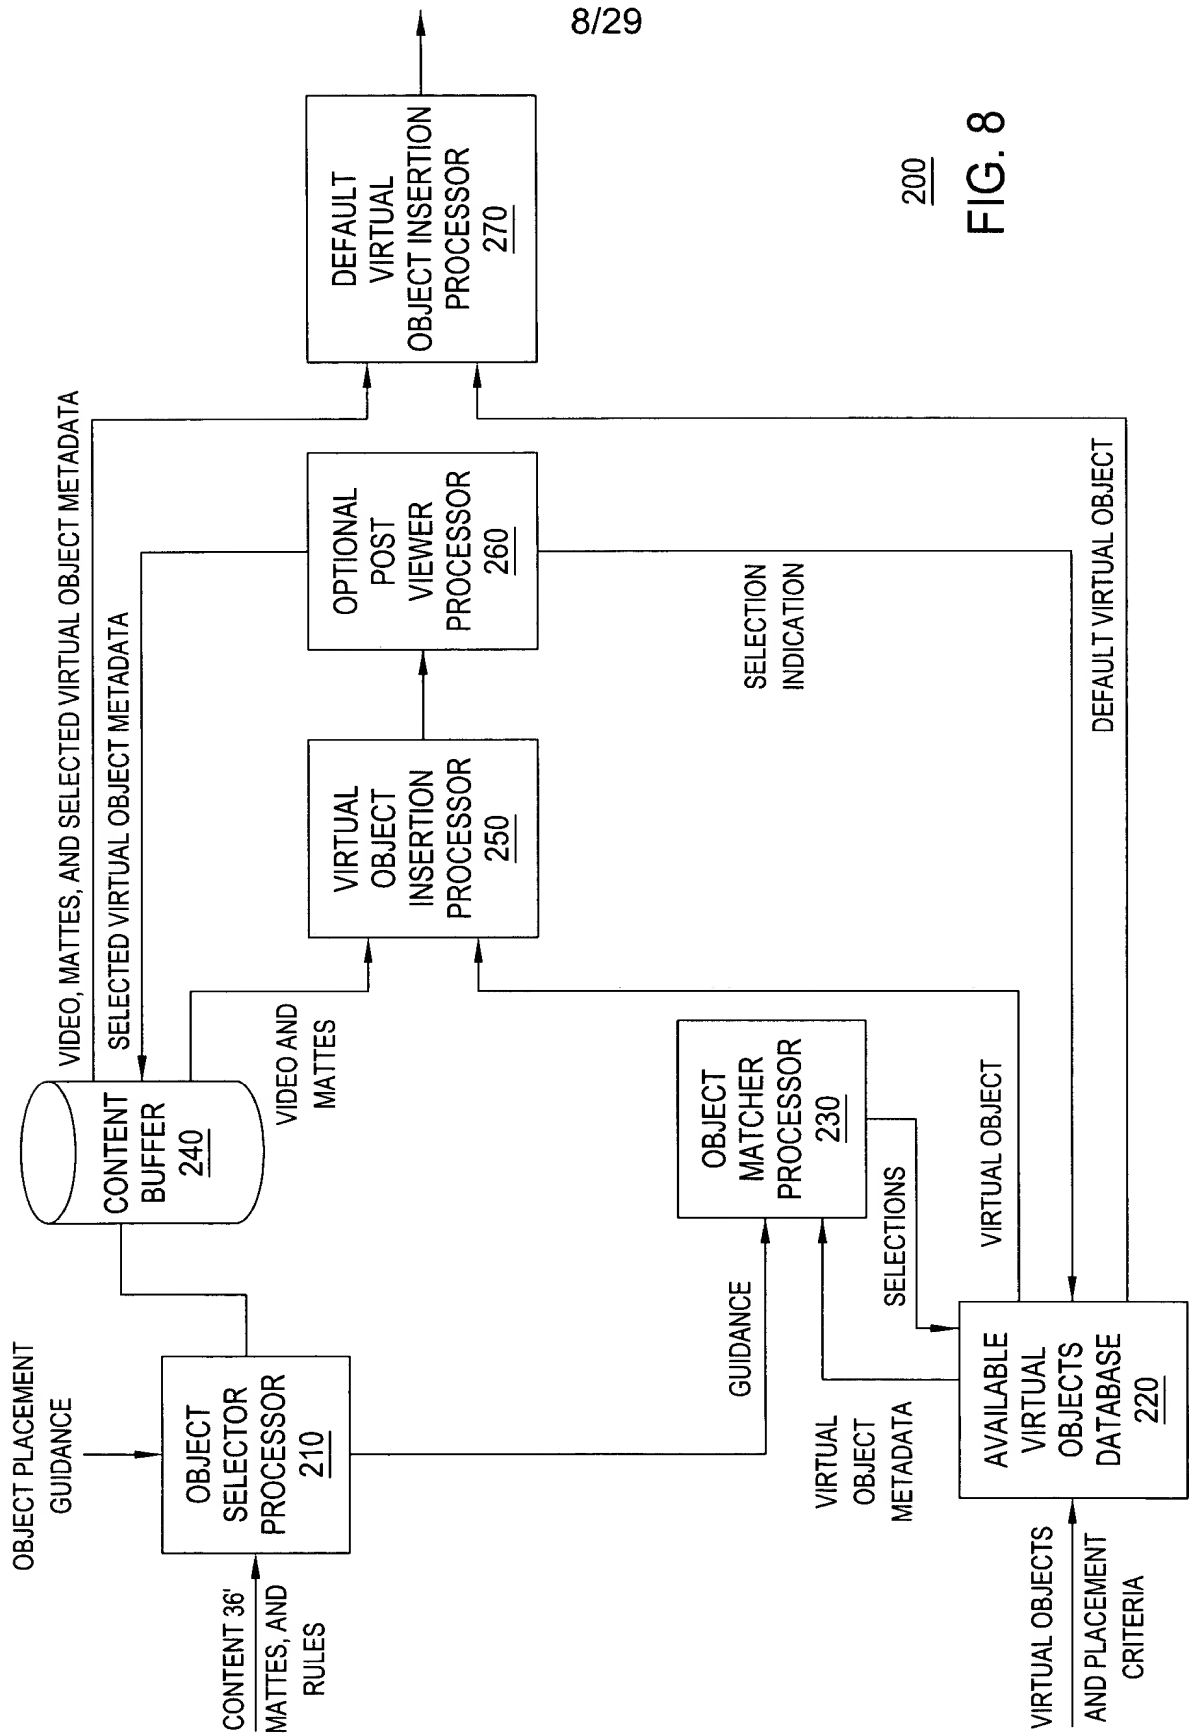 8/29
OBJECT PLACEMENT
GUIDANCE
CONTENT 36'
MATTES, AND
RULES
OBJECT
SELECTOR
PROCESSOR
210
CONTENT
BUFFER
240
VIDEO, MATTES, AND SELECTED VIRTUAL OBJECT METADATA
SELECTED VIRTUAL OBJECT METADATA
VIDEO AND
MATTES
VIRTUAL
OBJECT
INSERTION
PROCESSOR
250
OPTIONAL
POST
VIEWER
PROCESSOR
260
DEFAULT
VIRTUAL
OBJECT INSERTION
PROCESSOR
270
GUIDANCE
OBJECT
MATCHER
PROCESSOR
230
SELECTION
INDICATION
VIRTUAL
OBJECT
METADATA
SELECTIONS
VIRTUAL OBJECT
DEFAULT VIRTUAL OBJECT
VIRTUAL OBJECTS
AND PLACEMENT
CRITERIA
AVAILABLE
VIRTUAL
OBJECTS
DATABASE
220
200
FIG. 8